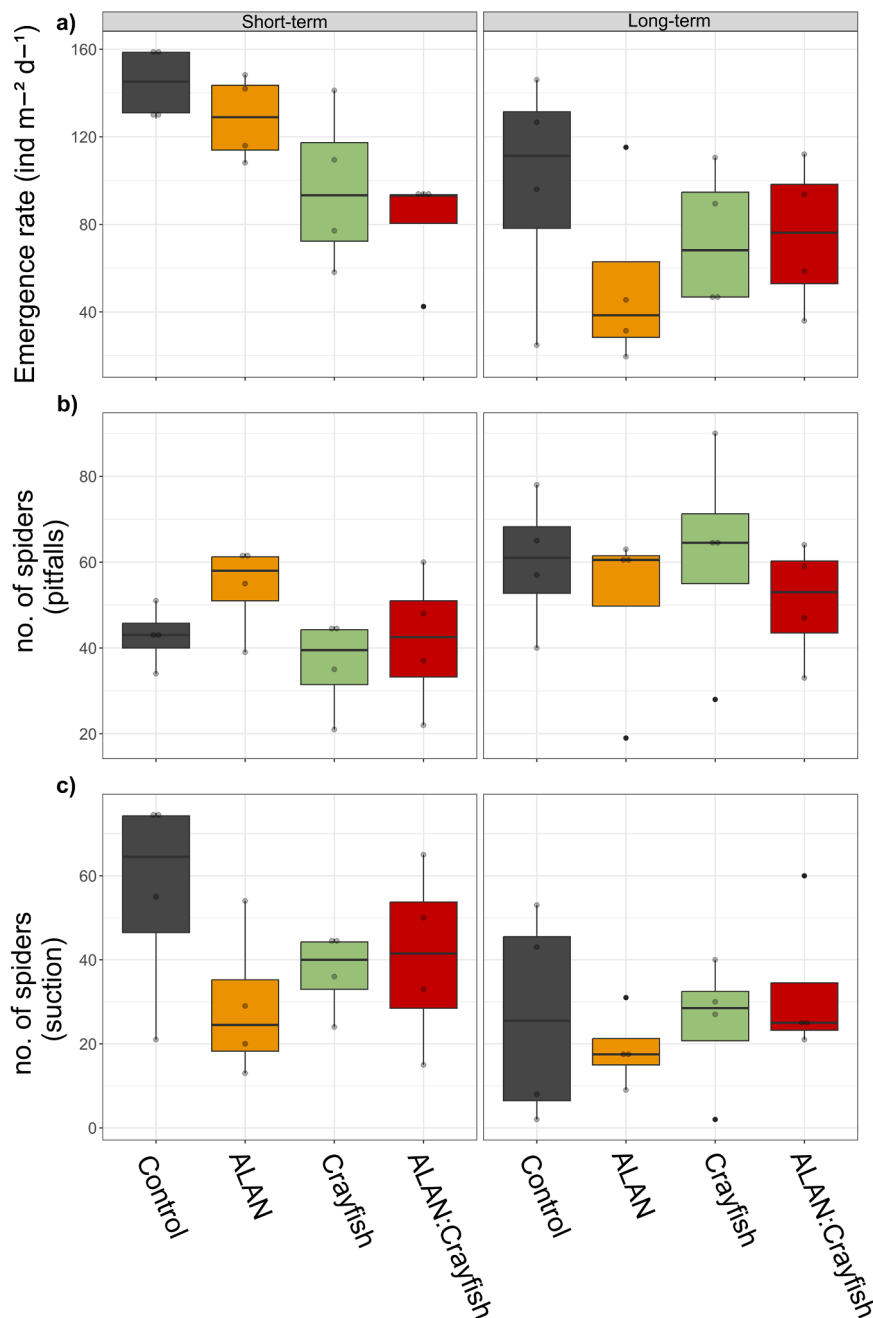 a)
Short-term
Long-term
Emergence rate (ind m−² d−¹)
160
120
80
40
b)
no. of spiders
(pitfalls)
80
60
40
20
c)
no. of spiders
(suction)
60
40
20
0
Control
ALAN
Crayfish
ALAN:Crayfish
Control
ALAN
Crayfish
ALAN:Crayfish